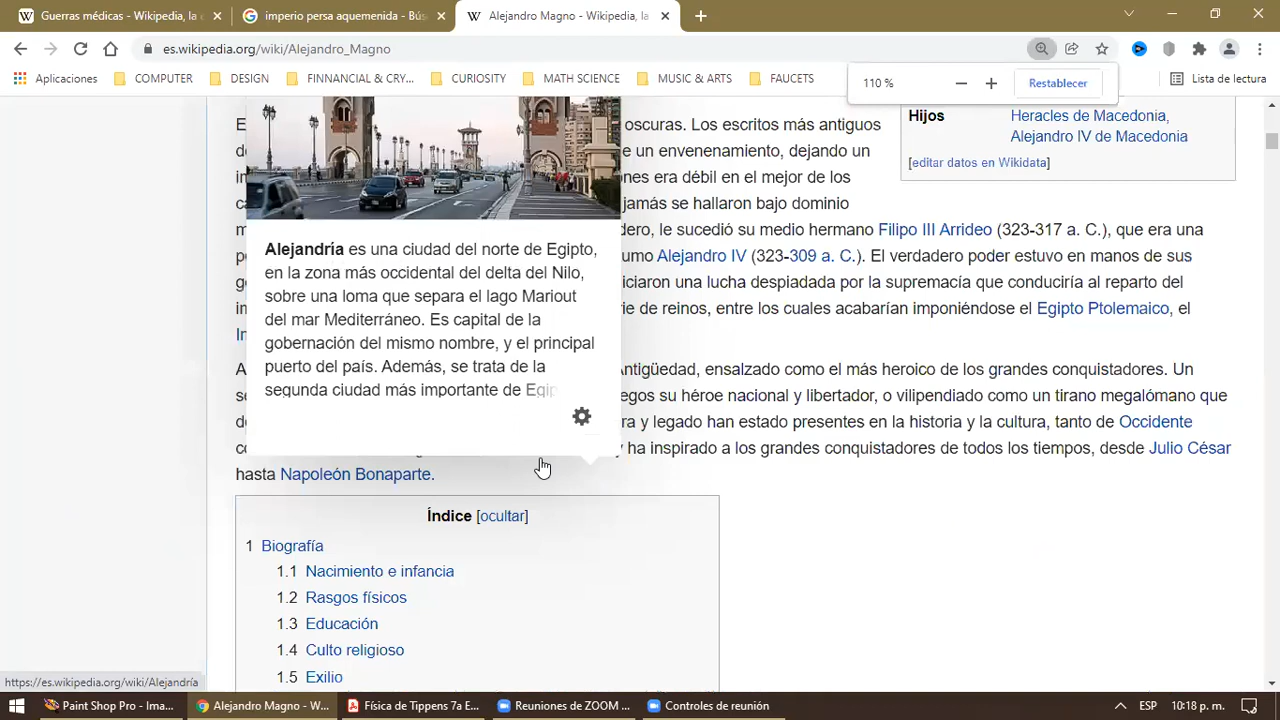 Guerras médicas - Wikipedia, la e
imperio persa aquemenida - Bús
Alejandro Magno - Wikipedia, la
es.wikipedia.org/wiki/Alejandro_Magno
Aplicaciones
COMPUTER
DESIGN
FINNANCIAL & CRY...
CURIOSITY
MATH SCIENCE
MUSIC & ARTS
FAUCETS
Lista de lectura
110 %
Restablecer
Hijos
Heracles de Macedonia,
Alejandro IV de Macedonia
[editar datos en Wikidata]
oscuras. Los escritos más antiguos
e un envenenamiento, dejando un
ones era débil en el mejor de los
jamás se hallaron bajo dominio
dero, le sucedió su medio hermano Filipo III Arrideo (323-317 a. C.), que era una
umo Alejandro IV (323-309 a. C.). El verdadero poder estuvo en manos de sus
iciaron una lucha despiadada por la supremacía que conduciría al reparto del
rie de reinos, entre los cuales acabarían imponiéndose el Egipto Ptolemaico, el
Antigüedad, ensalzado como el más heroico de los grandes conquistadores. Un
egos su héroe nacional y libertador, o vilipendiado como un tirano megalómano que
ra y legado han estado presentes en la historia y la cultura, tanto de Occidente
y ha inspirado a los grandes conquistadores de todos los tiempos, desde Julio César
hasta Napoleón Bonaparte.
Alejandría es una ciudad del norte de Egipto,
en la zona más occidental del delta del Nilo,
sobre una loma que separa el lago Mariout
del mar Mediterráneo. Es capital de la
gobernación del mismo nombre, y el principal
puerto del país. Además, se trata de la
segunda ciudad más importante de Egip
Índice [ocultar]
1 Biografía
1.1 Nacimiento e infancia
1.2 Rasgos físicos
1.3 Educación
1.4 Culto religioso
1.5 Exilio
https://es.wikipedia.org/wiki/Alejandría
Paint Shop Pro - Ima...
Alejandro Magno - W...
Física de Tippens 7a E...
Reuniones de ZOOM ...
Controles de reunión
ESP
10:18 p. m.